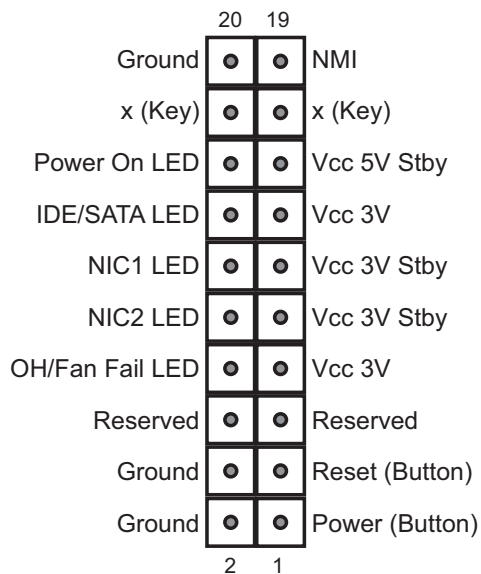 20 19
Ground NMI
x (Key) x (Key)
Power On LED Vcc 5V Stby
IDE/SATA LED Vcc 3V
NIC1 LED Vcc 3V Stby
NIC2 LED Vcc 3V Stby
OH/Fan Fail LED Vcc 3V
Reserved Reserved
Ground Reset (Button)
Ground Power (Button)
2 1